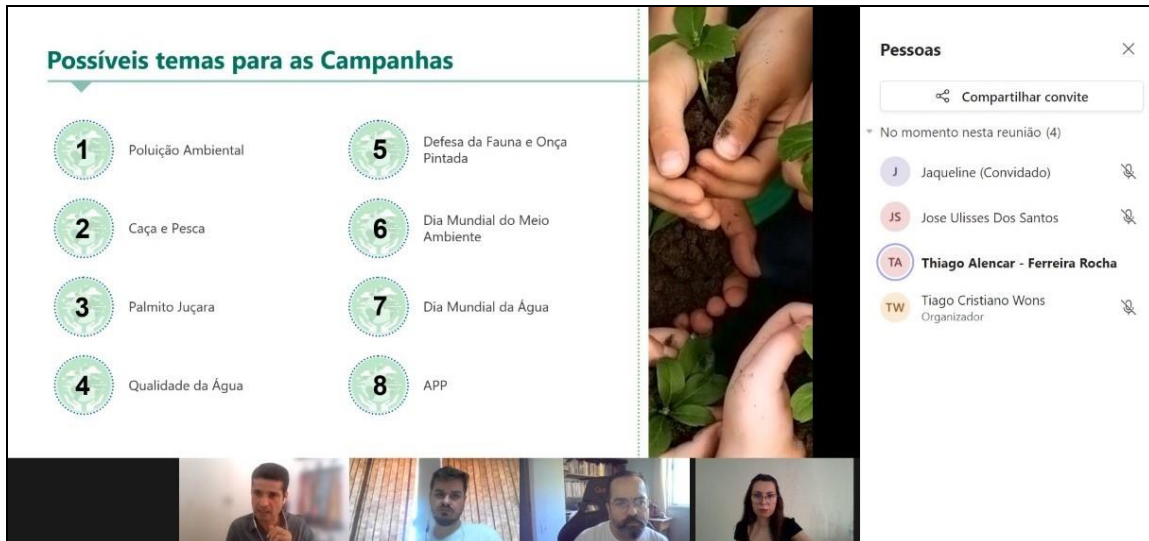 Possíveis temas para as Campanhas
1
Poluição Ambiental
2
Caça e Pesca
3
Palmito Juçara
4
Qualidade da Água
5
Defesa da Fauna e Onça
Pintada
6
Dia Mundial do Meio
Ambiente
7
Dia Mundial da Água
8
APP
Pessoas
Compartilhar convite
No momento nesta reunião (4)
J
Jaqueline (Convidado)
JS
Jose Ulisses Dos Santos
TA
Thiago Alencar - Ferreira Rocha
TW
Tiago Cristiano Wons
Organizador